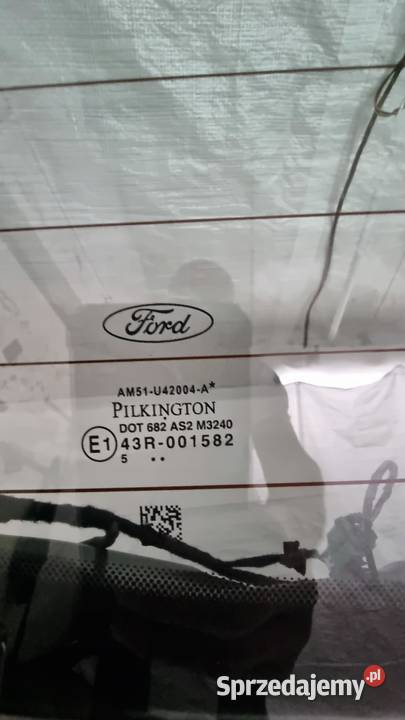 Ford
AM51-U42004-A*
PILKINGTON
DOT 682 AS2 M3240
E1 43R-001582
5 ..
Sprzedajemy.pl